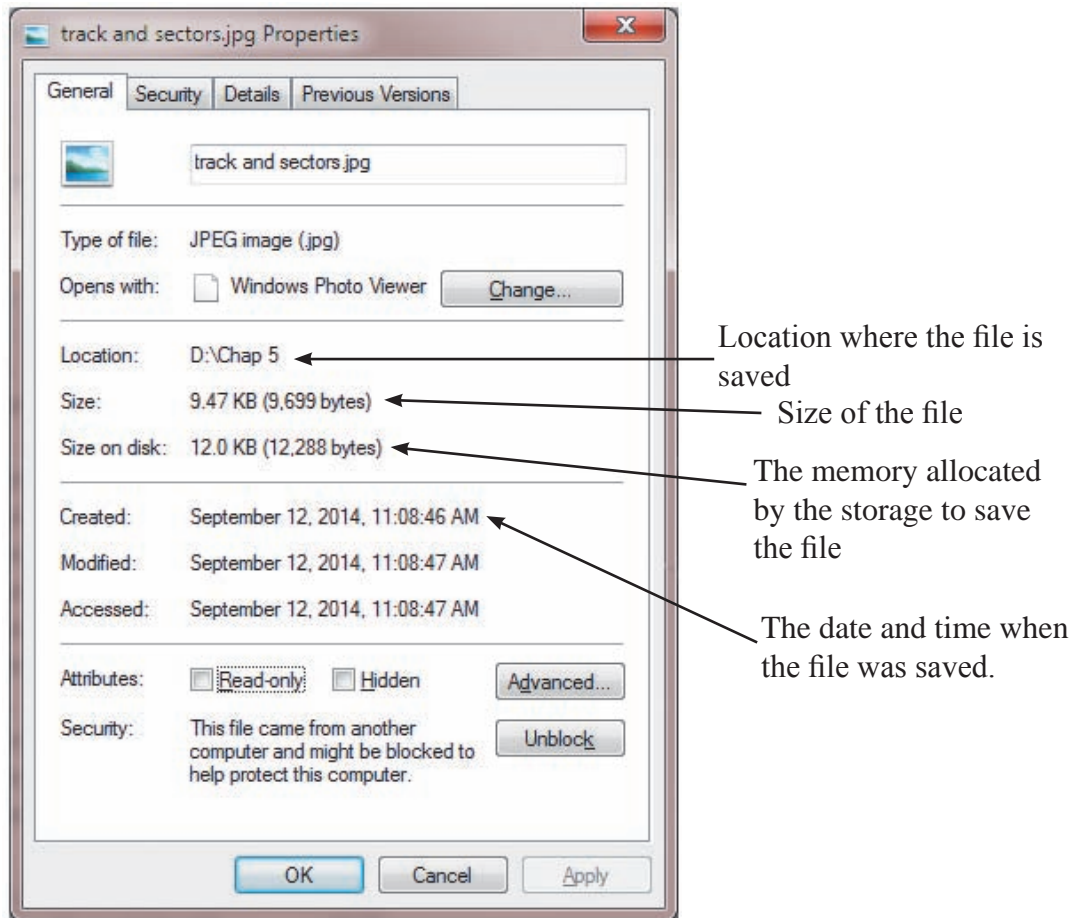 track and sectors.jpg Properties
X
General Security Details Previous Versions
track and sectors.jpg
Type of file: JPEG image (.jpg)
Opens with: Windows Photo Viewer Change...
Location: D:\Chap 5
Size: 9.47 KB (9,699 bytes)
Size on disk: 12.0 KB (12,288 bytes)
Created: September 12, 2014, 11:08:46 AM
Modified: September 12, 2014, 11:08:47 AM
Accessed: September 12, 2014, 11:08:47 AM
Attributes: Read-only Hidden Advanced...
Security: This file came from another
computer and might be blocked to
help protect this computer.
Unblock
OK Cancel Apply
Location where the file is
saved
Size of the file
The memory allocated
by the storage to save
the file
The date and time when
the file was saved.